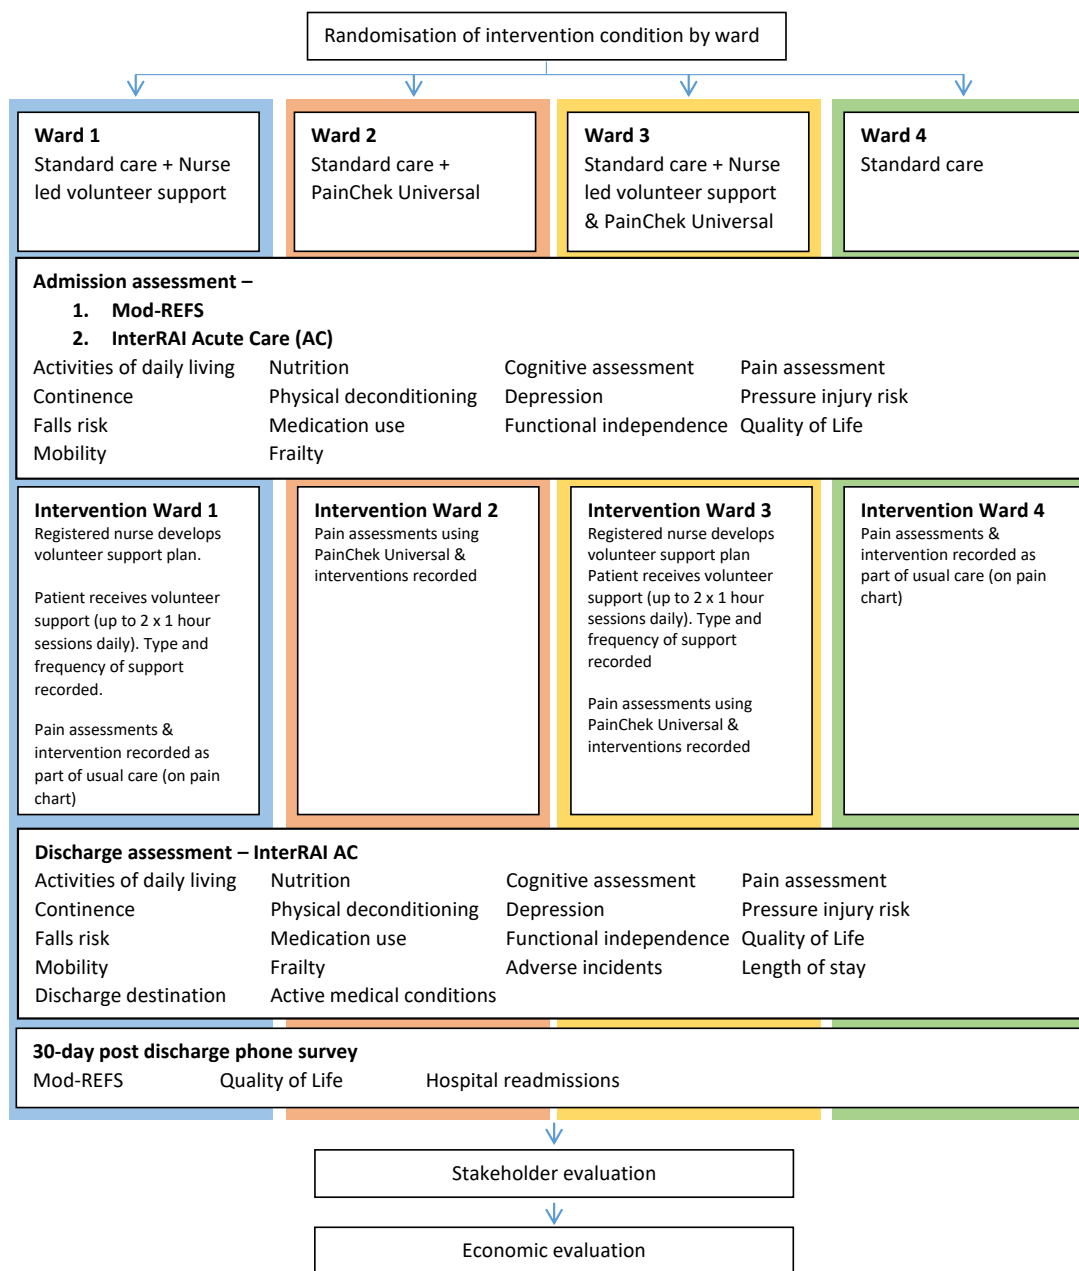 Randomisation of intervention condition by ward
Ward 1
Standard care + Nurse
led volunteer support
Ward 2
Standard care +
PainChek Universal
Ward 3
Standard care + Nurse
led volunteer support
& PainChek Universal
Ward 4
Standard care
Admission assessment –
1. Mod-REFS
2. InterRAI Acute Care (AC)
Activities of daily living Nutrition Cognitive assessment Pain assessment
Continence Physical deconditioning Depression Pressure injury risk
Falls risk Medication use Functional independence Quality of Life
Mobility Frailty
Intervention Ward 1
Registered nurse develops
volunteer support plan.
Patient receives volunteer
support (up to 2 x 1 hour
sessions daily). Type and
frequency of support
recorded.
Pain assessments &
intervention recorded as
part of usual care (on pain
chart)
Intervention Ward 2
Pain assessments using
PainChek Universal &
interventions recorded
Intervention Ward 3
Registered nurse develops
volunteer support plan
Patient receives volunteer
support (up to 2 x 1 hour
sessions daily). Type and
frequency of support
recorded
Pain assessments using
PainChek Universal &
interventions recorded
Intervention Ward 4
Pain assessments &
intervention recorded as
part of usual care (on pain
chart)
Discharge assessment – InterRAI AC
Activities of daily living Nutrition Cognitive assessment Pain assessment
Continence Physical deconditioning Depression Pressure injury risk
Falls risk Medication use Functional independence Quality of Life
Mobility Frailty Adverse incidents Length of stay
Discharge destination Active medical conditions
30-day post discharge phone survey
Mod-REFS Quality of Life Hospital readmissions
Stakeholder evaluation
Economic evaluation